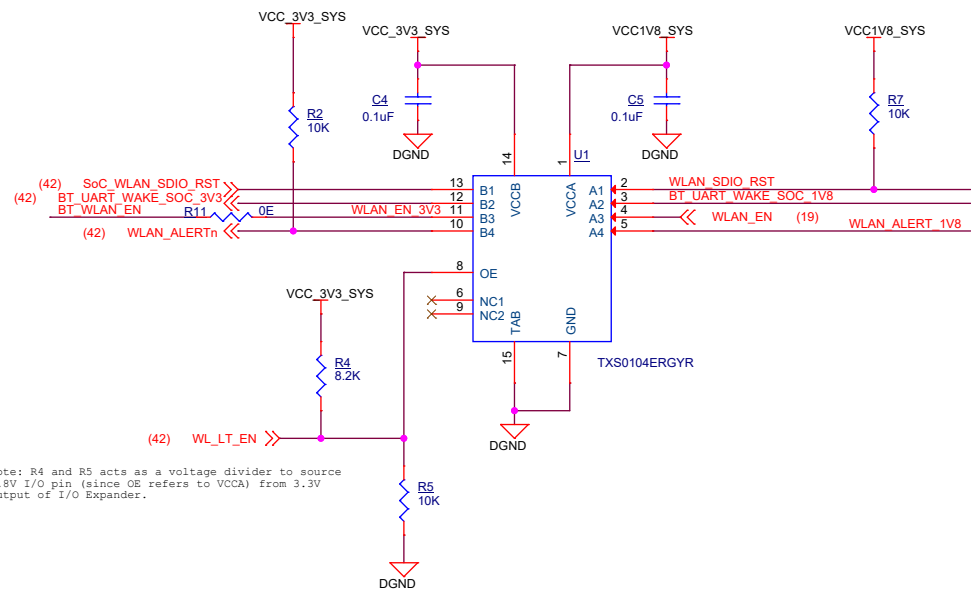 VCC_3V3_SYS
VCC_3V3_SYS
VCC1V8_SYS
VCC1V8_SYS
R2
10K
C4
0.1uF
C5
0.1uF
R7
10K
DGND
DGND
14
1
U1
(42) SoC_WLAN_SDIO_RST
13
B1
VCCB
VCCA
A1
2
WLAN_SDIO_RST
(42) BT_UART_WAKE_SOC_3V3
12
B2
A2
3
BT_UART_WAKE_SOC_1V8
BT_WLAN_EN
R11
0E
WLAN_EN_3V3
11
B3
A3
4
WLAN_EN (19)
(42) WLAN_ALERTn
10
B4
A4
5
WLAN_ALERT_1V8
8
OE
VCC_3V3_SYS
6
NC1
9
NC2
TAB
GND
15
7
TXS0104ERGYR
R4
8.2K
DGND
(42) WL_LT_EN
ote: R4 and R5 acts as a voltage divider to source
8V I/O pin (since OE refers to VCCA) from 3.3V
utput of I/O Expander.
R5
10K
DGND